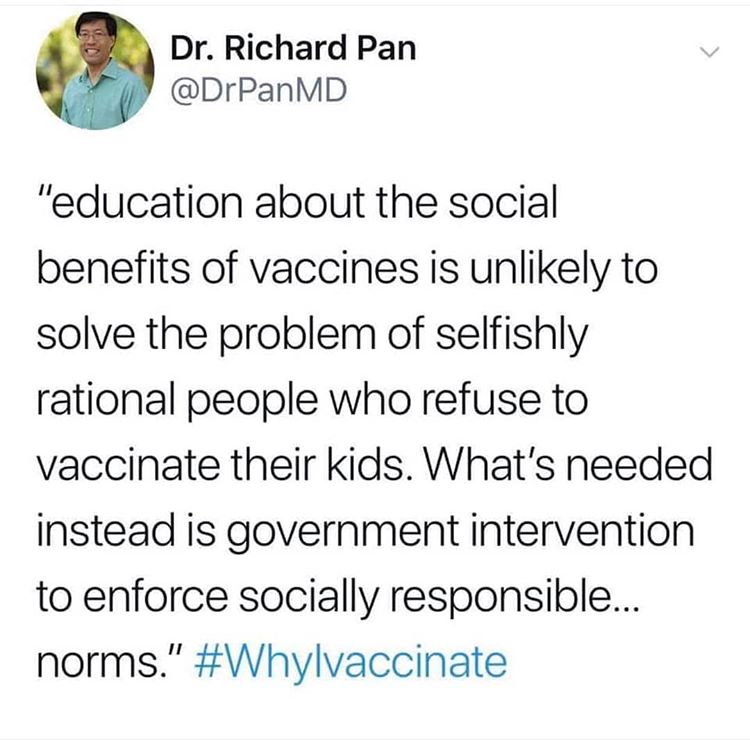 Dr. Richard Pan
@DrPanMD
"education about the social
benefits of vaccines is unlikely to
solve the problem of selfishly
rational people who refuse to
vaccinate their kids. What's needed
instead is government intervention
to enforce socially responsible...
norms." #WhyIvaccinate